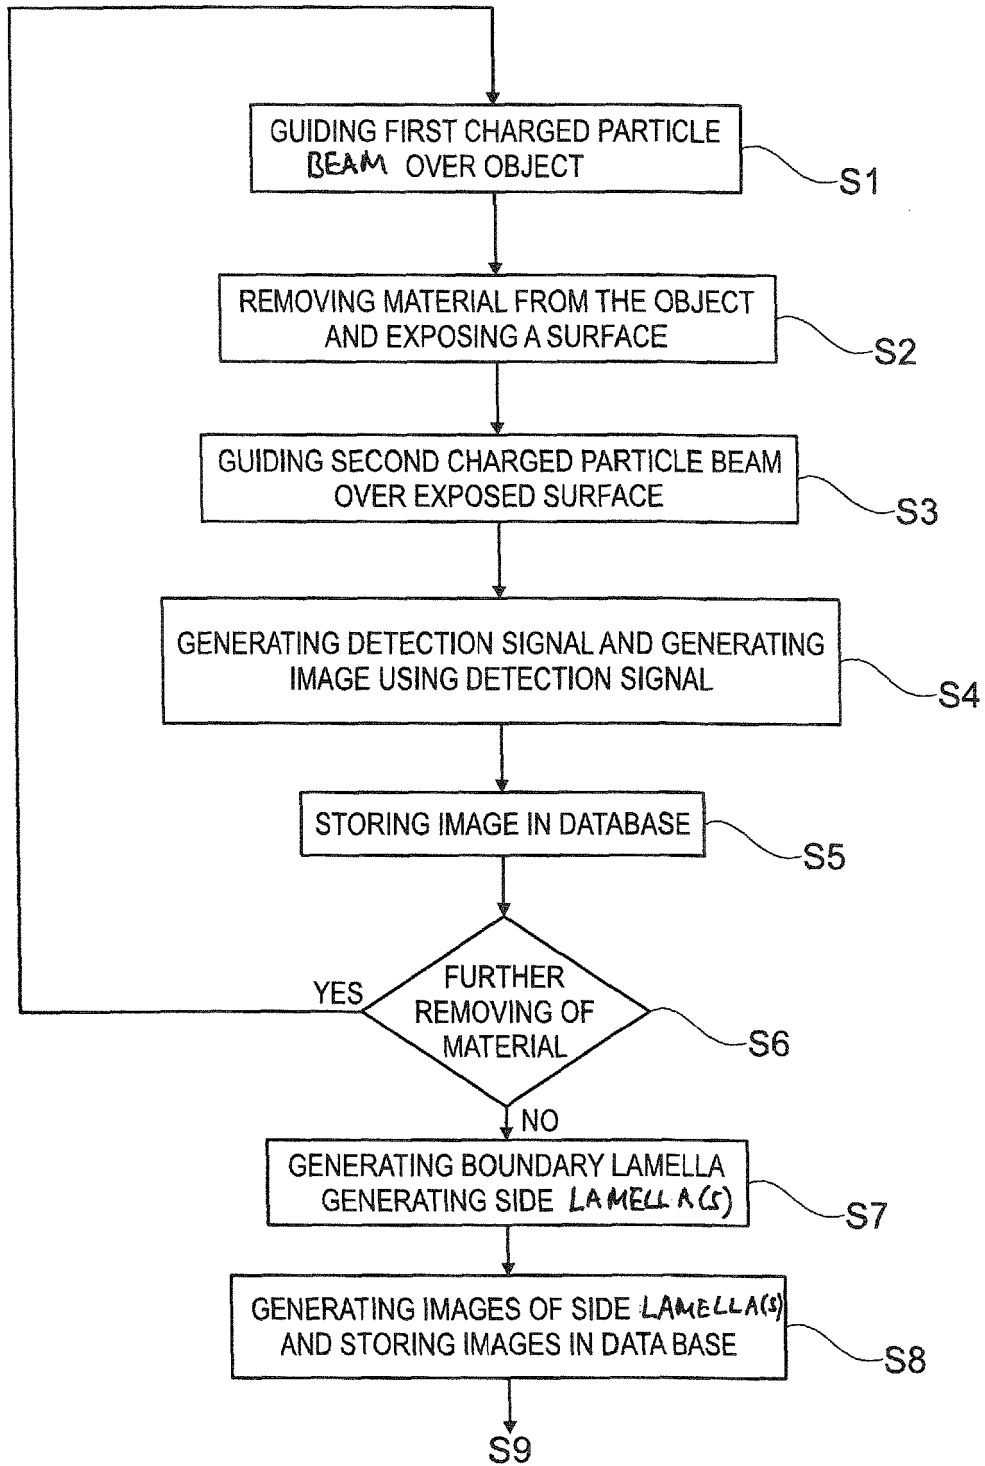 GUIDING FIRST CHARGED PARTICLE
BEAM OVER OBJECT
S1
REMOVING MATERIAL FROM THE OBJECT
AND EXPOSING A SURFACE
S2
GUIDING SECOND CHARGED PARTICLE BEAM
OVER EXPOSED SURFACE
S3
GENERATING DETECTION SIGNAL AND GENERATING
IMAGE USING DETECTION SIGNAL
S4
STORING IMAGE IN DATABASE
S5
FURTHER
REMOVING OF
MATERIAL
YES
S6
NO
GENERATING BOUNDARY LAMELLA
GENERATING SIDE LAMELLA(S)
S7
GENERATING IMAGES OF SIDE LAMELLA(S)
AND STORING IMAGES IN DATA BASE
S8
S9